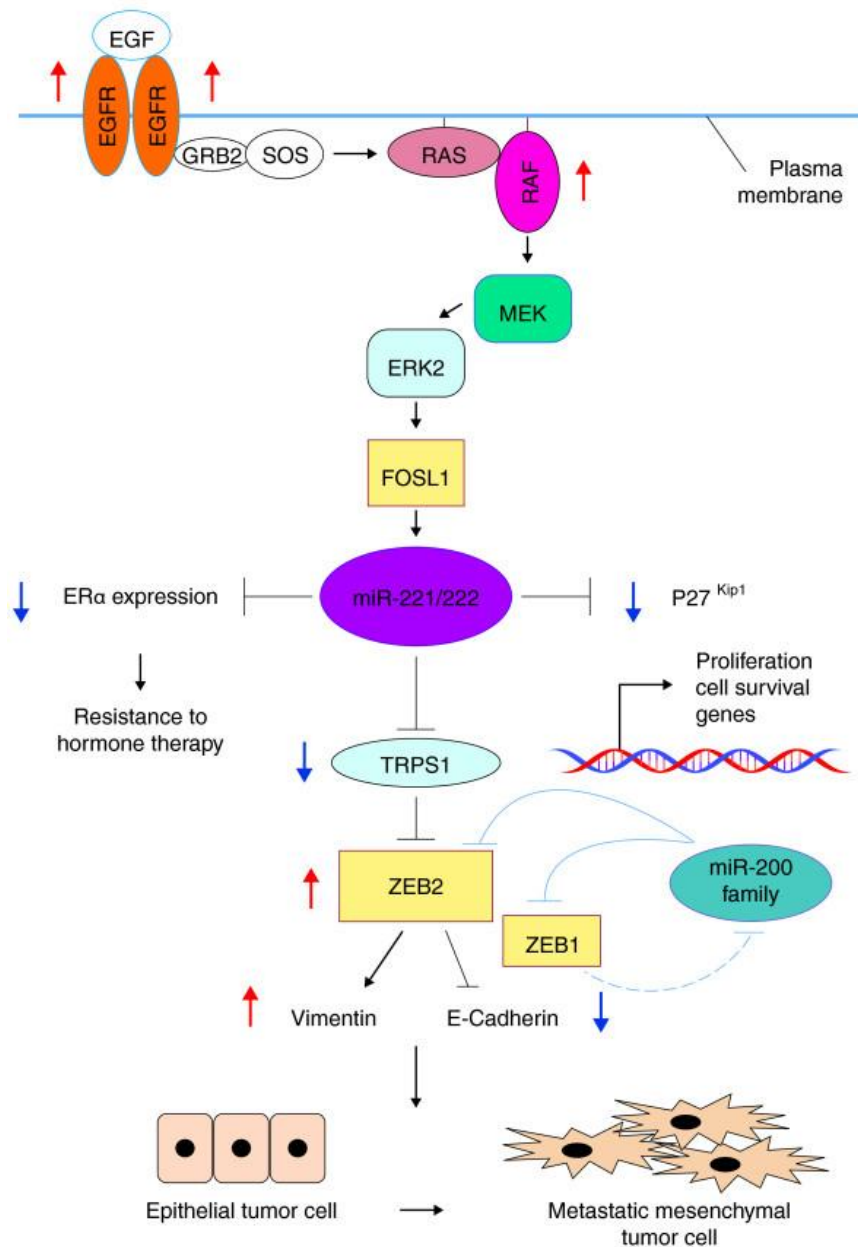 EGF
EGFR
EGFR
GRB2
SOS
RAS
RAF
Plasma
membrane
MEK
ERK2
FOSL1
miR-221/222
ERα expression
P27 Kip1
Resistance to
hormone therapy
Proliferation
cell survival
genes
TRPS1
ZEB2
miR-200
family
ZEB1
Vimentin
E-Cadherin
Epithelial tumor cell
Metastatic mesenchymal
tumor cell